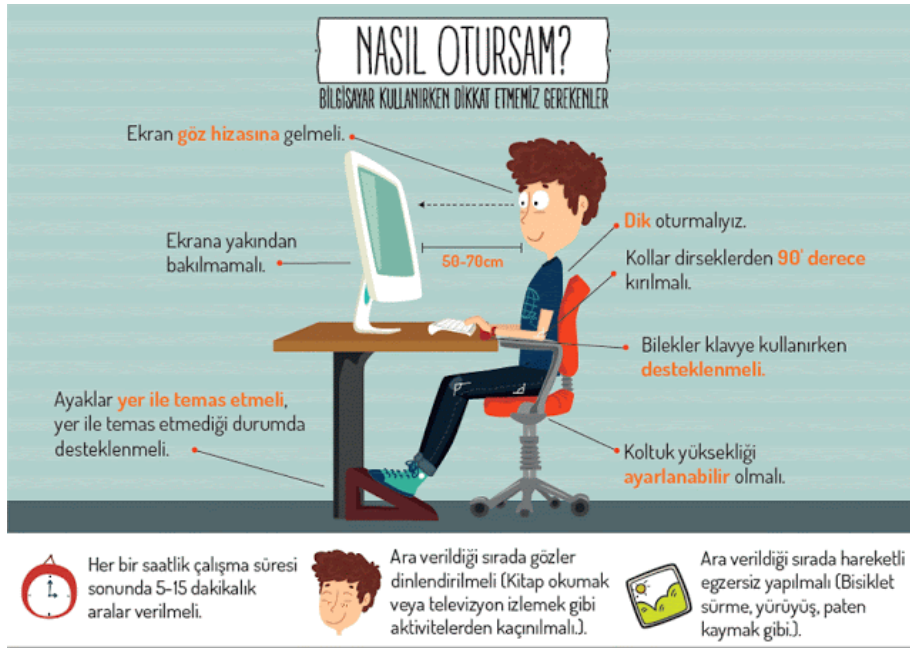 NASIL OTURSAM?
BİLGİSAYAR KULLANIRKEN DİKKAT ETMEMİZ GEREKENLER
Ekran göz hizasına gelmeli.
Ekrana yakından
bakılmamalı.
50-70cm
Dik oturmalıyız.
Kollar dirseklerden 90° derece
kırılmalı.
Bilekler klavye kullanırken
desteklenmeli.
Ayaklar yer ile temas etmeli,
yer ile temas etmediği durumda
desteklenmeli.
Koltuk yüksekliği
ayarlanabilir olmalı.
Her bir saatlik çalışma süresi
sonunda 5-15 dakikalık
aralar verilmeli.
Ara verildiği sırada gözler
dinlendirilmeli (Kitap okumak
veya televizyon izlemek gibi
aktivitelerden kaçınılmalı.).
Ara verildiği sırada hareketli
egzersiz yapılmalı (Bisiklet
sürme, yürüyüş, paten
kaymak gibi.).